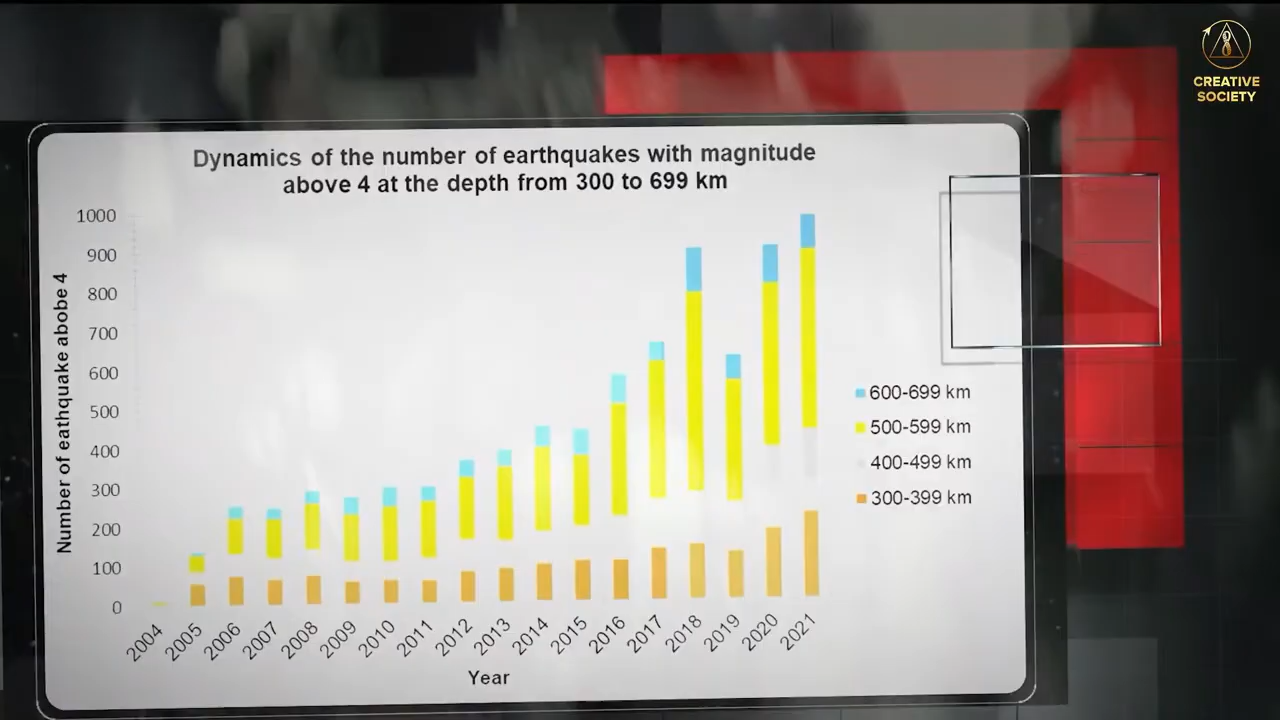 CREATIVE
SOCIETY
Dynamics of the number of earthquakes with magnitude
above 4 at the depth from 300 to 699 km
Number of eathquake abobe 4
1000
900
800
700
600
500
400
300
200
100
0
600-699 km
500-599 km
400-499 km
300-399 km
2004
2005
2006
2007
2008
2009
2010
2011
2012
2013
2014
2015
2016
2017
2018
2019
2020
2021
Year